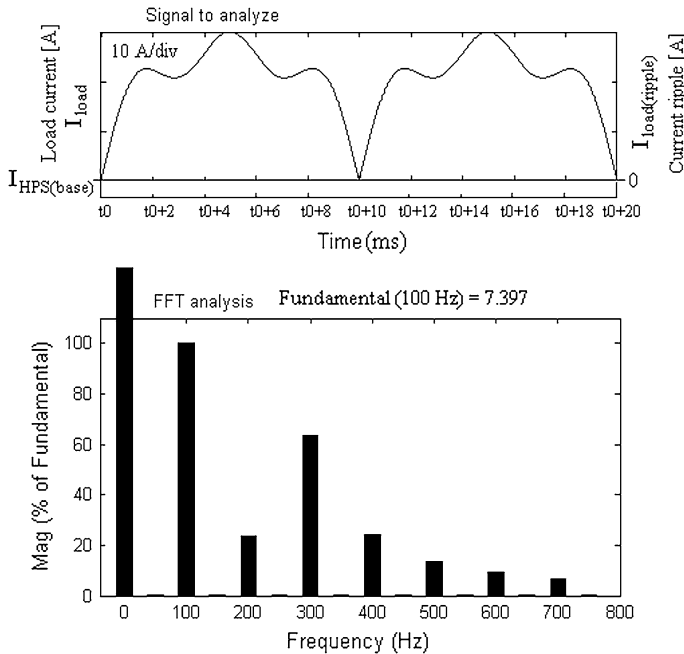 Signal to analyze
10 A/div
Load current [A]
I load
I HPS(base)
I load(ripple)
Current ripple [A]
0
t0 t0+2 t0+4 t0+6 t0+8 t0+10 t0+12 t0+14 t0+16 t0+18 t0+20
Time (ms)
FFT analysis Fundamental (100 Hz) = 7.397
Mag (% of Fundamental)
100
80
60
40
20
0
0 100 200 300 400 500 600 700 800
Frequency (Hz)